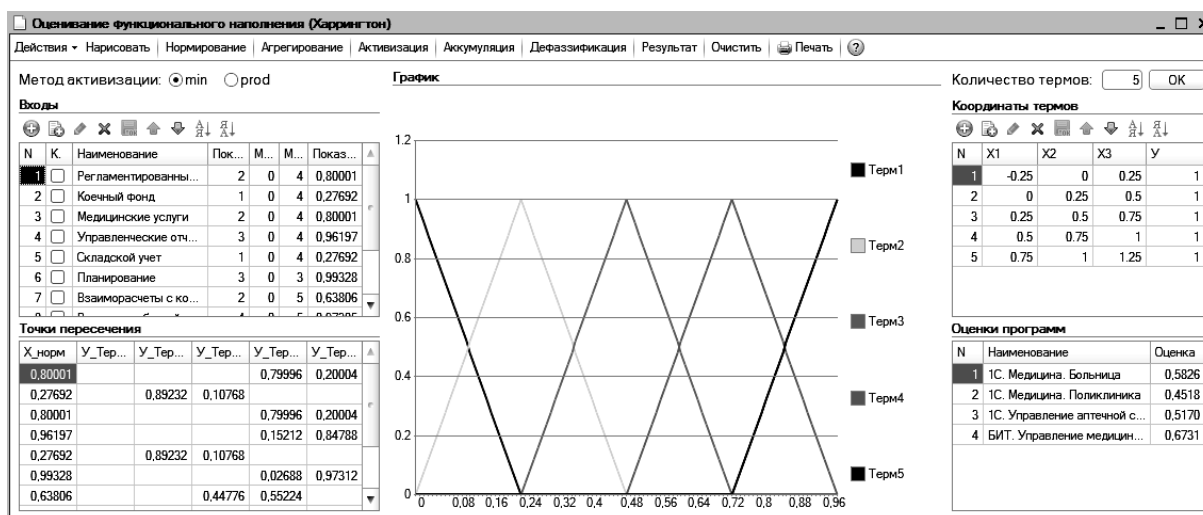 Оценивание функционального наполнения (Харрингтон)
Действия Нарисовать Нормирование Агрегирование Активизация Аккумуляция Дефаззификация Результат Очистить Печать ?
Метод активизации: min prod
Входы
N К. Наименование Пок... М... М... Показ...
1 Регламентированны... 2 0 4 0,80001
2 Коечный фонд 1 0 4 0,27692
3 Медицинские услуги 2 0 4 0,80001
4 Управленческие отч... 3 0 4 0,96197
5 Складской учет 1 0 4 0,27692
6 Планирование 3 0 3 0,99328
7 Взаиморасчеты с ко... 2 0 5 0,63806
Точки пересечения
Х_норм У_Тер... У_Тер... У_Тер... У_Тер... У_Тер...
0,80001 0,79996 0,20004
0,27692 0,89232 0,10768
0,80001 0,79996 0,20004
0,96197 0,15212 0,84788
0,27692 0,89232 0,10768
0,99328 0,02688 0,97312
0,63806 0,44776 0,55224
График
1.2
1
0.8
0.6
0.4
0.2
0
0 0,08 0,16 0,24 0,32 0,4 0,48 0,56 0,64 0,72 0,8 0,88 0,96
Терм1
Терм2
Терм3
Терм4
Терм5
Количество термов: 5 ОК
Координаты термов
N X1 X2 X3 У
1 -0.25 0 0.25 1
2 0 0.25 0.5 1
3 0.25 0.5 0.75 1
4 0.5 0.75 1 1
5 0.75 1 1.25 1
Оценки программ
N Наименование Оценка
1 1С. Медицина. Больница 0,5826
2 1С. Медицина. Поликлиника 0,4518
3 1С. Управление аптечной с... 0,5170
4 БИТ. Управление медицин... 0,6731